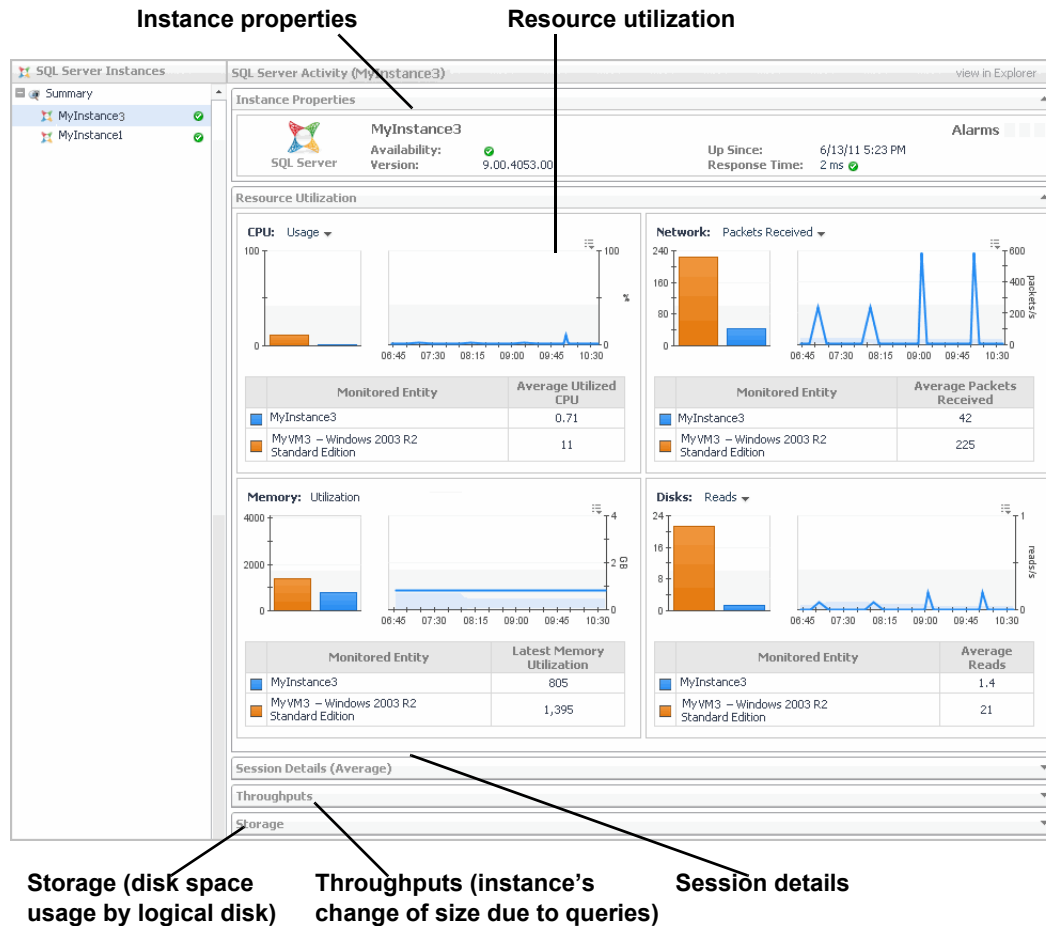 Instance properties
Resource utilization
SQL Server Instances
Summary
MyInstance3
MyInstance1
SQL Server Activity (MyInstance3)
view in Explorer
Instance Properties
SQL Server
MyInstance3
Availability:
Version: 9.00.4053.00
Alarms
Up Since: 6/13/11 5:23 PM
Response Time: 2 ms
Resource Utilization
CPU: Usage
100
0
100
%
0
06:45 07:30 08:15 09:00 09:45 10:30
Monitored Entity Average Utilized CPU
MyInstance3 0.71
MyVM3 – Windows 2003 R2
Standard Edition
11
Network: Packets Received
240
160
80
0
600
400
200
0
packets/s
06:45 07:30 08:15 09:00 09:45 10:30
Monitored Entity Average Packets Received
MyInstance3 42
MyVM3 – Windows 2003 R2
Standard Edition
225
Memory: Utilization
4000
2000
0
4
2
0
GB
06:45 07:30 08:15 09:00 09:45 10:30
Monitored Entity Latest Memory Utilization
MyInstance3 805
MyVM3 – Windows 2003 R2
Standard Edition
1,395
Disks: Reads
24
16
8
0
1
0
reads/s
06:45 07:30 08:15 09:00 09:45 10:30
Monitored Entity Average Reads
MyInstance3 1.4
MyVM3 – Windows 2003 R2
Standard Edition
21
Session Details (Average)
Throughputs
Storage
Storage (disk space
usage by logical disk)
Throughputs (instance's
change of size due to queries)
Session details